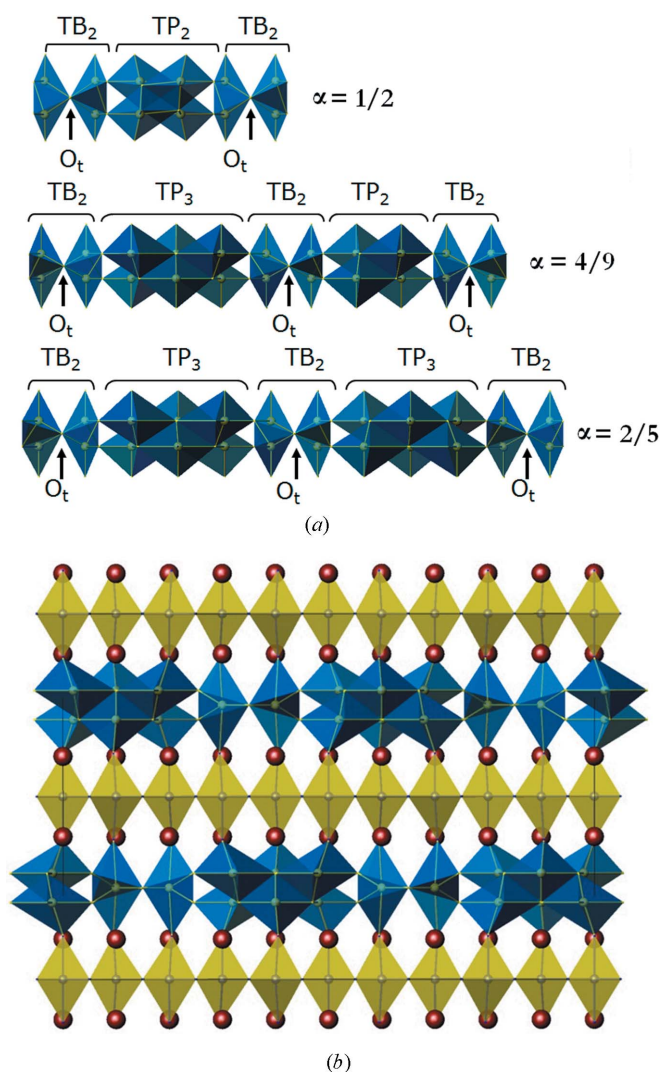 TB₂ TP₂ TB₂
α = 1/2
Oₜ Oₜ
TB₂ TP₃ TB₂ TP₂ TB₂
α = 4/9
Oₜ Oₜ Oₜ
TB₂ TP₃ TB₂ TP₃ TB₂
α = 2/5
Oₜ Oₜ Oₜ
(a)
(b)